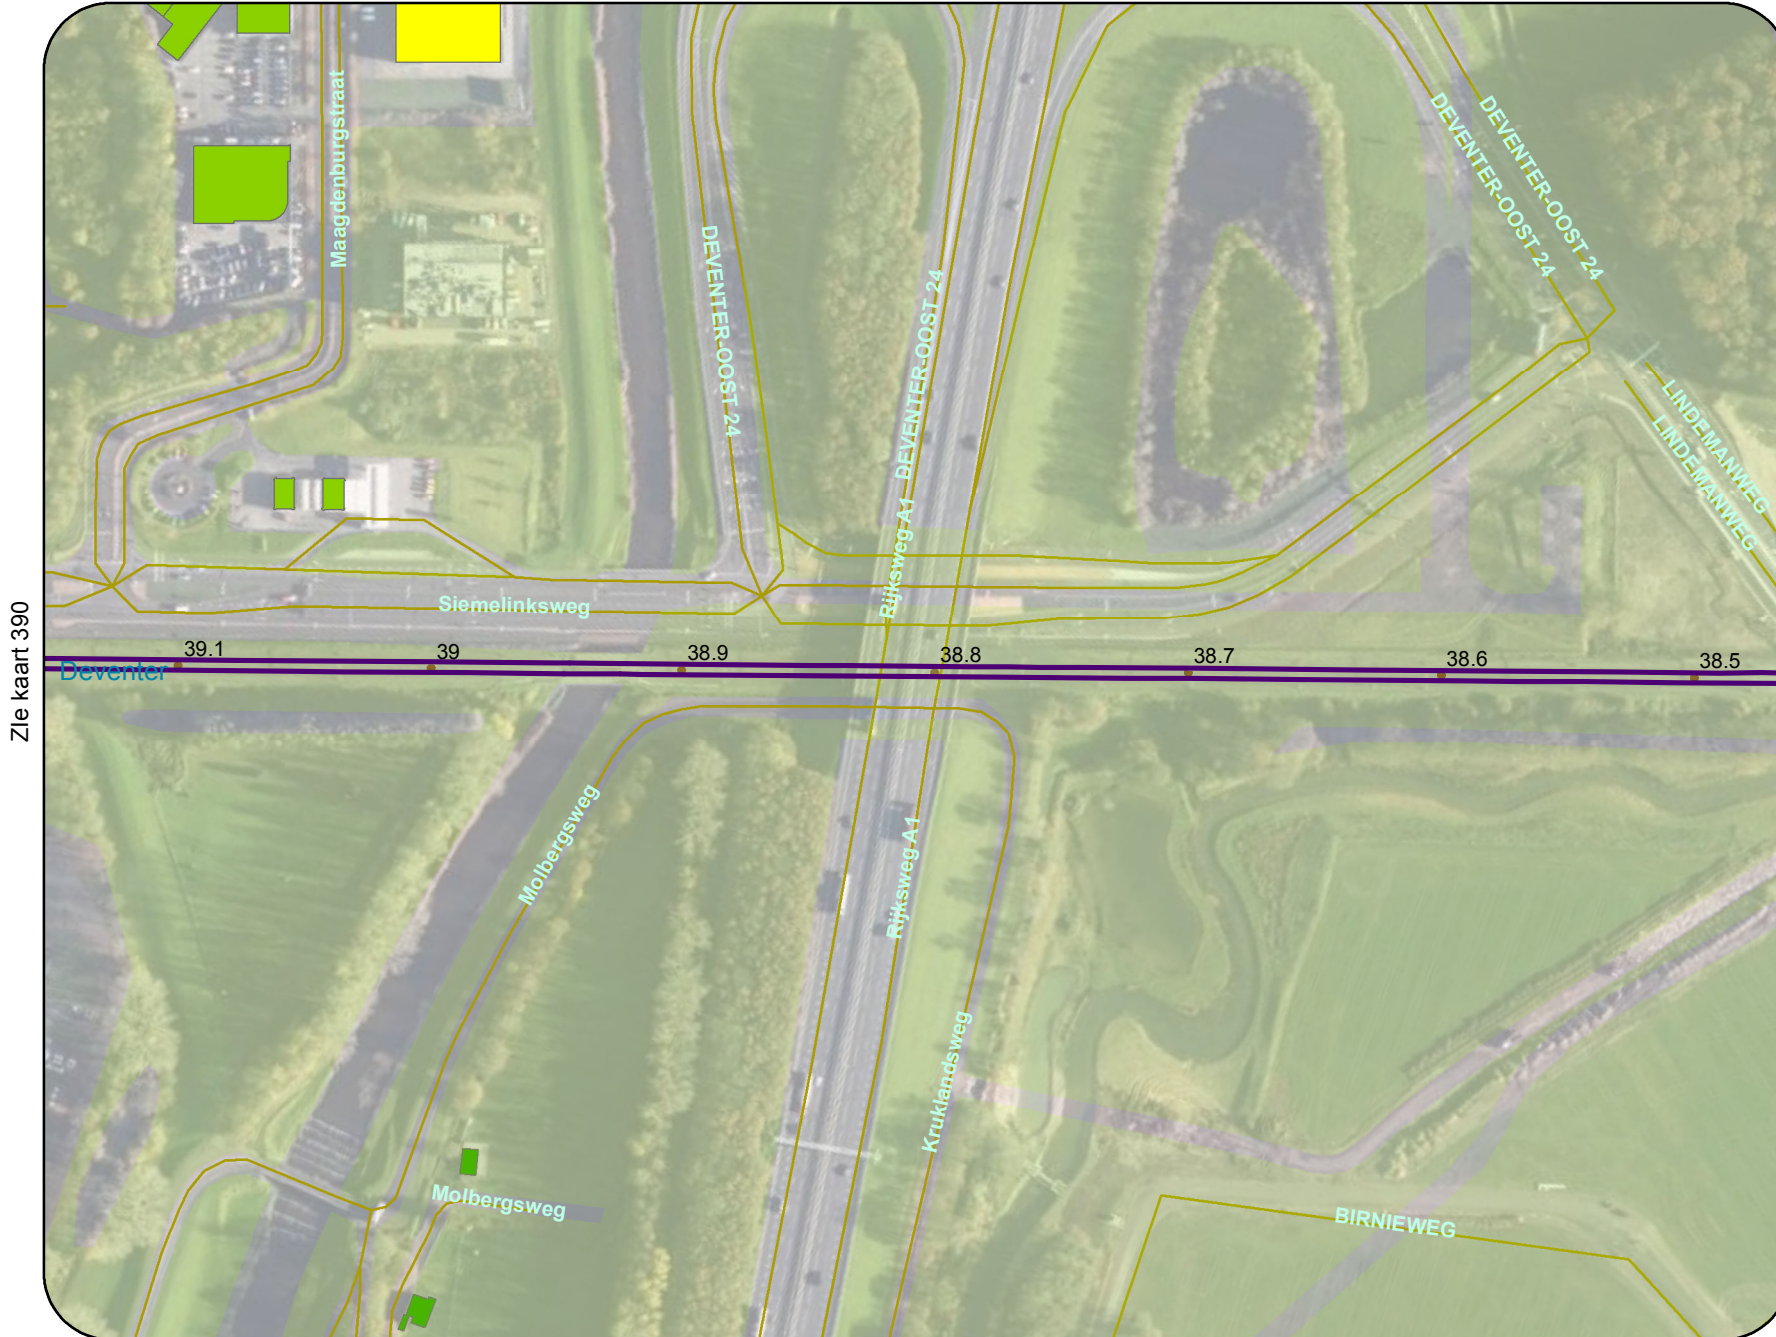 Maagdenburgstraat
DEVENTER-OOST 24
DEVENTER-OOST 24
DEVENTER-OOST 24
DEVENTER-OOST 24
LINDEMANWEG
LINDEMANWEG
Rijksweg A1
Siemelinksweg
39.1
39
38.9
38.8
38.7
38.6
38.5
Deventer
ZIe kaart 390
Molbergsweg
Rijksweg A1
Kruklandsweg
Molbergsweg
BIRNIEWEG